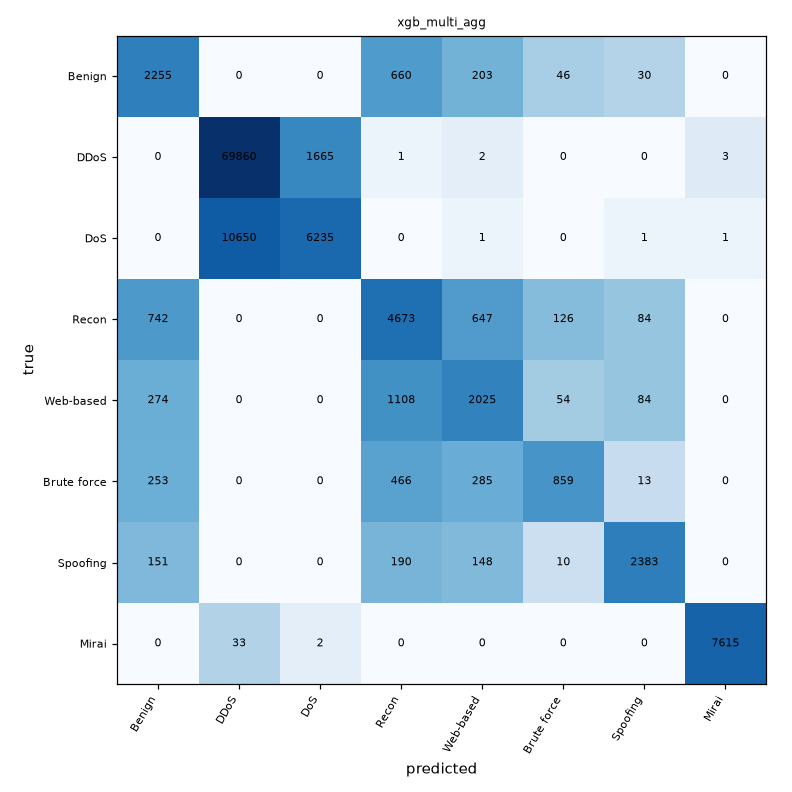 xgb_multi_agg
Benign 2255 0 0 660 203 46 30 0
DDoS 0 69860 1665 1 2 0 0 3
DoS 0 10650 6235 0 1 0 1 1
Recon 742 0 0 4673 647 126 84 0
Web-based 274 0 0 1108 2025 54 84 0
Brute force 253 0 0 466 285 859 13 0
Spoofing 151 0 0 190 148 10 2383 0
Mirai 0 33 2 0 0 0 0 7615
true
Benign DDoS DoS Recon Web-based Brute force Spoofing Mirai
predicted